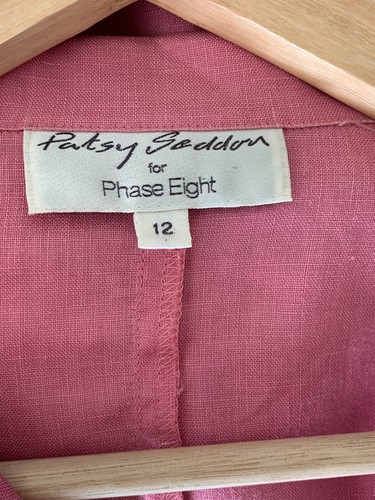 Patsy Seddon
for
Phase Eight
12